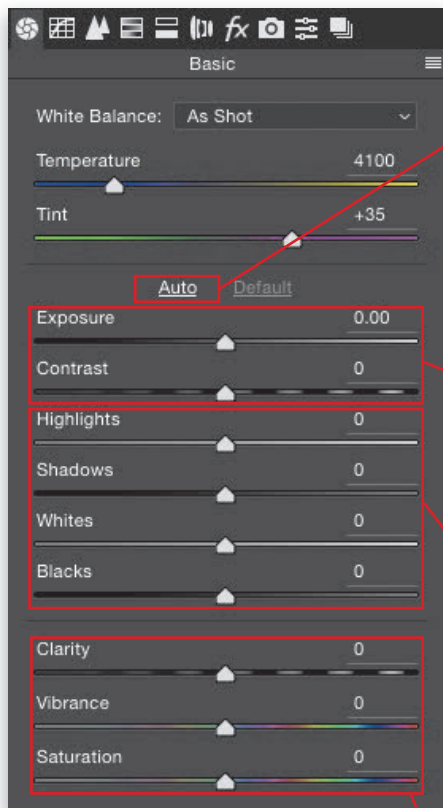 fx
Basic
White Balance: As Shot
Temperature 4100
Tint +35
Auto Default
Exposure 0.00
Contrast 0
Highlights 0
Shadows 0
Whites 0
Blacks 0
Clarity 0
Vibrance 0
Saturation 0